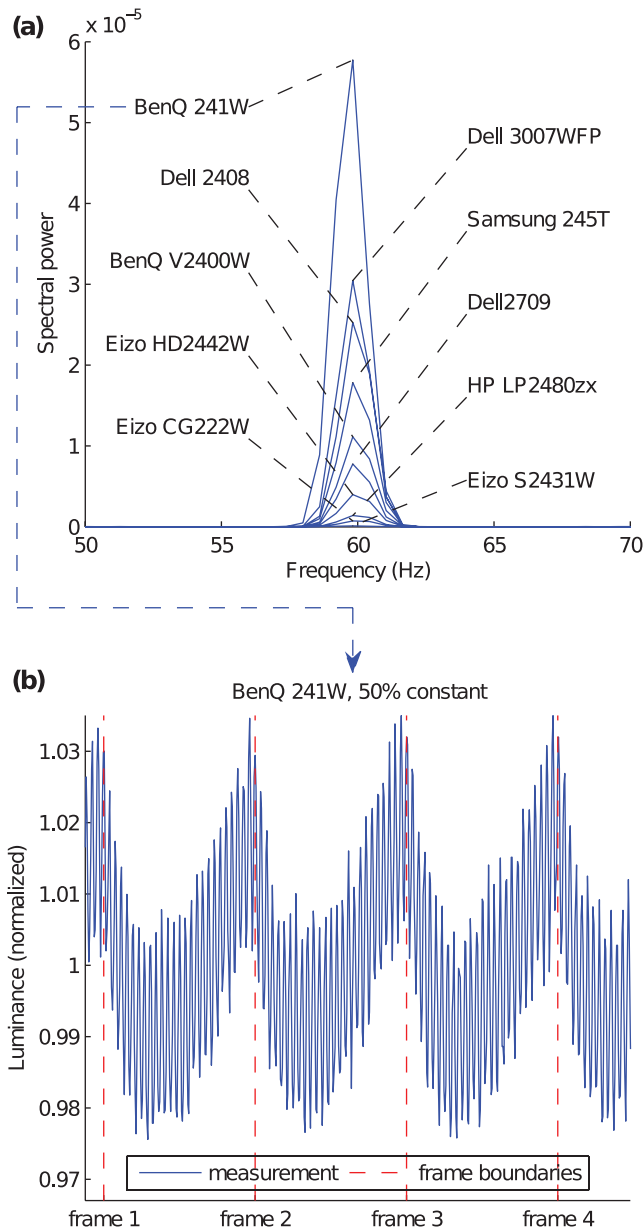 (a)
x 10⁻⁵
6
5
4
3
2
1
0
Spectral power
BenQ 241W
Dell 2408
BenQ V2400W
Eizo HD2442W
Eizo CG222W
Dell 3007WFP
Samsung 245T
Dell2709
HP LP2480zx
Eizo S2431W
50 55 60 65 70
Frequency (Hz)
(b)
BenQ 241W, 50% constant
1.03
1.02
1.01
1
0.99
0.98
0.97
Luminance (normalized)
measurement frame boundaries
frame 1 frame 2 frame 3 frame 4